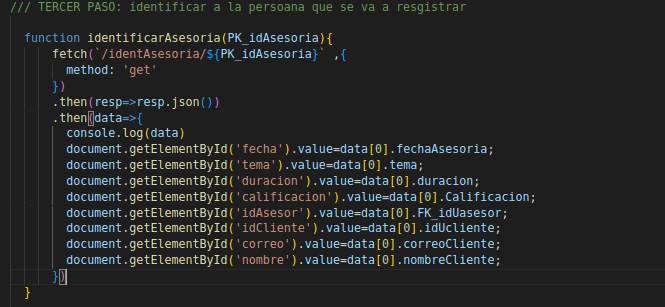 /// TERCER PASO: identificar a la persoana que se va a resgistrar
function identificarAsesoria(PK_idAsesoria){
fetch(`/identAsesoria/${PK_idAsesoria}` ,{
method: 'get'
})
.then(resp=>resp.json())
.then(data=>{
console.log(data)
document.getElementById('fecha').value=data[0].fechaAsesoria;
document.getElementById('tema').value=data[0].tema;
document.getElementById('duracion').value=data[0].duracion;
document.getElementById('calificacion').value=data[0].Calificacion;
document.getElementById('idAsesor').value=data[0].FK_idUasesor;
document.getElementById('idCliente').value=data[0].idUcliente;
document.getElementById('correo').value=data[0].correoCliente;
document.getElementById('nombre').value=data[0].nombreCliente;
})
}